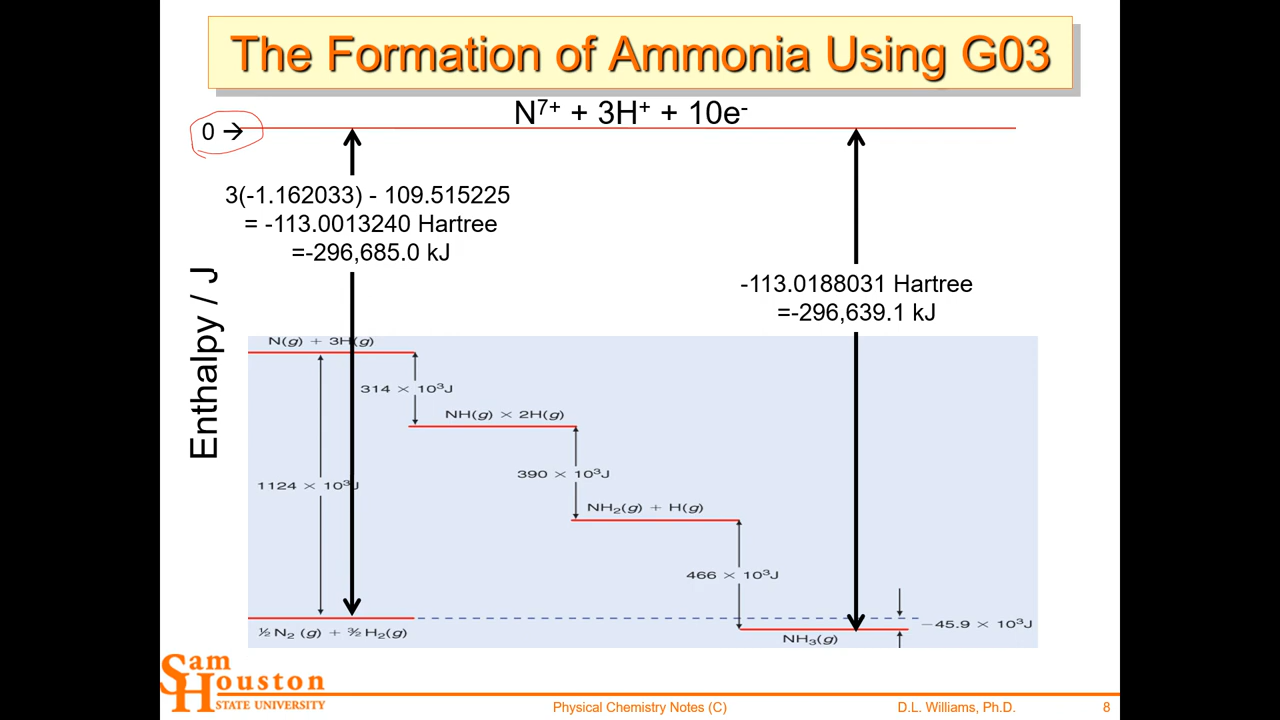 The Formation of Ammonia Using G03
N⁷⁺ + 3H⁺ + 10e⁻
0 →
3(-1.162033) - 109.515225
= -113.0013240 Hartree
=-296,685.0 kJ
-113.0188031 Hartree
=-296,639.1 kJ
Enthalpy / J
N(g) + 3H(g)
314 × 10³J
NH(g) × 2H(g)
1124 × 10³J
390 × 10³J
NH₂(g) + H(g)
466 × 10³J
½ N₂ (g) + ³⁄₂ H₂(g)
−45.9 × 10³J
NH₃(g)
Sam
Houston
STATE UNIVERSITY
Physical Chemistry Notes (C)
D.L. Williams, Ph.D.
8